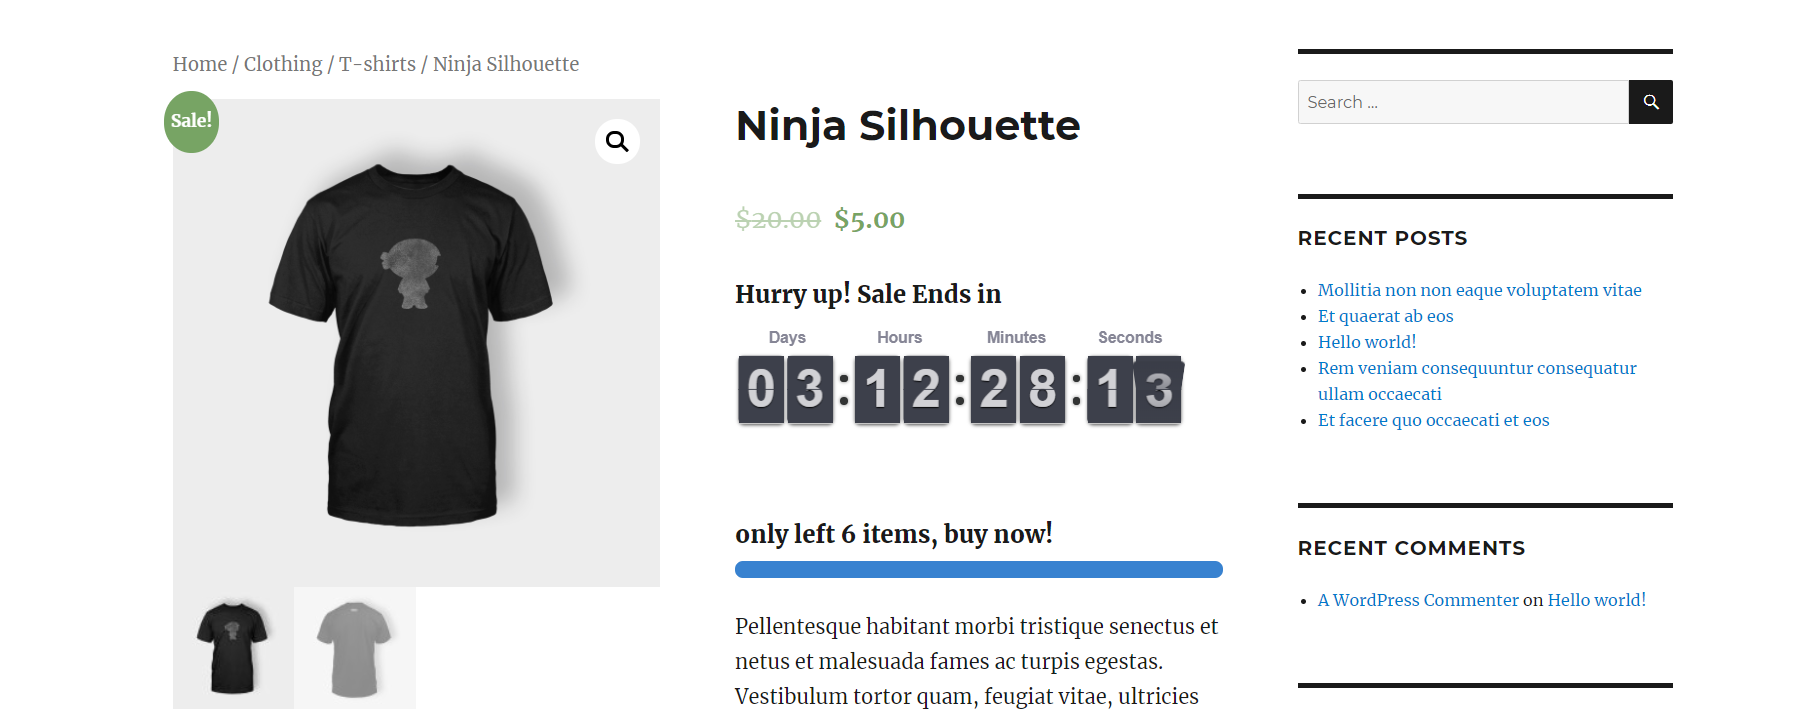 Home / Clothing / T-shirts / Ninja Silhouette
Sale!
Ninja Silhouette
$20.00 $5.00
Hurry up! Sale Ends in
Days Hours Minutes Seconds
03:12:28:13
only left 6 items, buy now!
Pellentesque habitant morbi tristique senectus et
netus et malesuada fames ac turpis egestas.
Vestibulum tortor quam, feugiat vitae, ultricies
Search ...
RECENT POSTS
Mollitia non non eaque voluptatem vitae
Et quaerat ab eos
Hello world!
Rem veniam consequuntur consequatur
ullam occaecati
Et facere quo occaecati et eos
RECENT COMMENTS
A WordPress Commenter on Hello world!